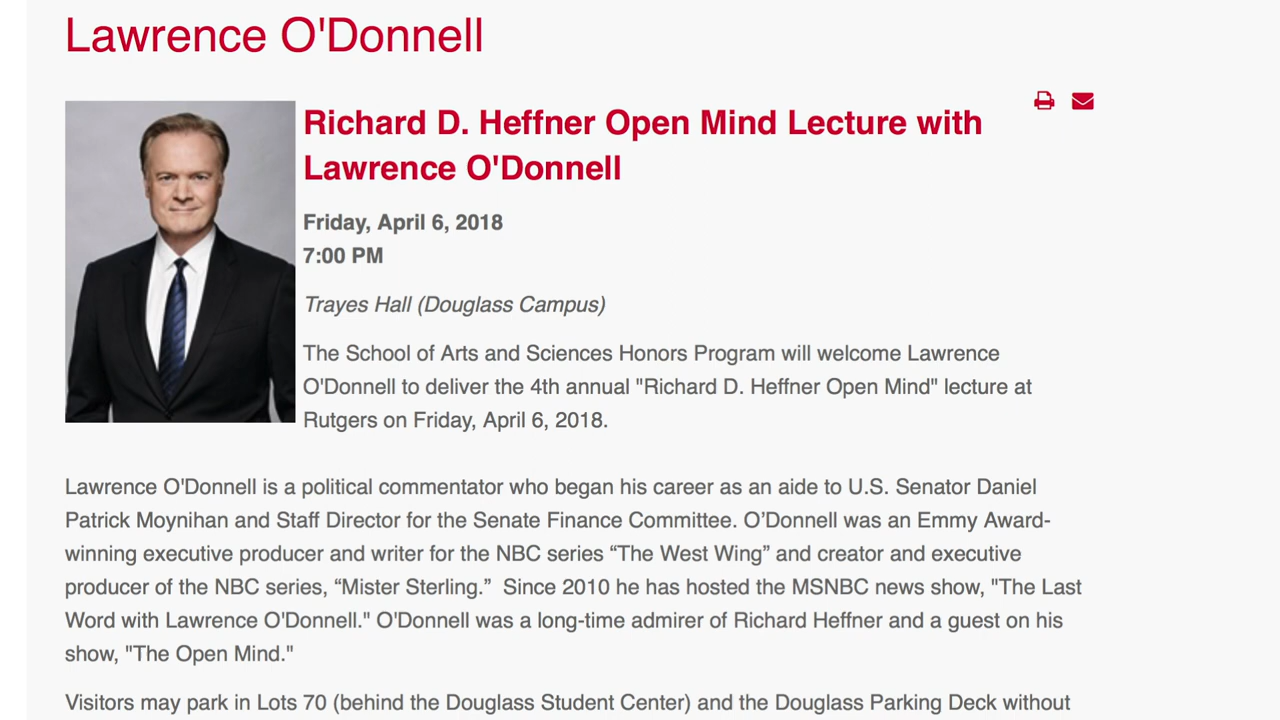 Lawrence O'Donnell
Richard D. Heffner Open Mind Lecture with
Lawrence O'Donnell
Friday, April 6, 2018
7:00 PM
Trayes Hall (Douglass Campus)
The School of Arts and Sciences Honors Program will welcome Lawrence
O'Donnell to deliver the 4th annual "Richard D. Heffner Open Mind" lecture at
Rutgers on Friday, April 6, 2018.
Lawrence O'Donnell is a political commentator who began his career as an aide to U.S. Senator Daniel
Patrick Moynihan and Staff Director for the Senate Finance Committee. O’Donnell was an Emmy Award-
winning executive producer and writer for the NBC series “The West Wing” and creator and executive
producer of the NBC series, “Mister Sterling.”  Since 2010 he has hosted the MSNBC news show, "The Last
Word with Lawrence O'Donnell." O'Donnell was a long-time admirer of Richard Heffner and a guest on his
show, "The Open Mind."
Visitors may park in Lots 70 (behind the Douglass Student Center) and the Douglass Parking Deck without